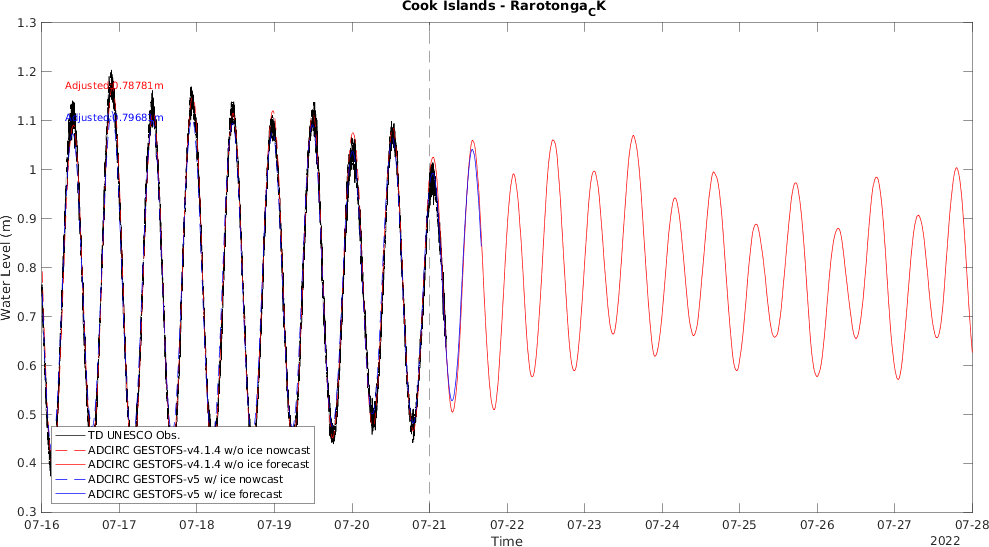 Cook Islands - Rarotonga_CK
1.3
1.2
1.1
1
0.9
0.8
0.7
0.6
0.5
0.4
0.3
Water Level (m)
Adjusted:0.78781m
TD UNESCO Obs.
ADCIRC GESTOFS-v4.1.4 w/o ice nowcast
ADCIRC GESTOFS-v4.1.4 w/o ice forecast
ADCIRC GESTOFS-v5 w/ ice nowcast
ADCIRC GESTOFS-v5 w/ ice forecast
07-16 07-17 07-18 07-19 07-20 07-21 07-22 07-23 07-24 07-25 07-26 07-27 07-28
Time
2022